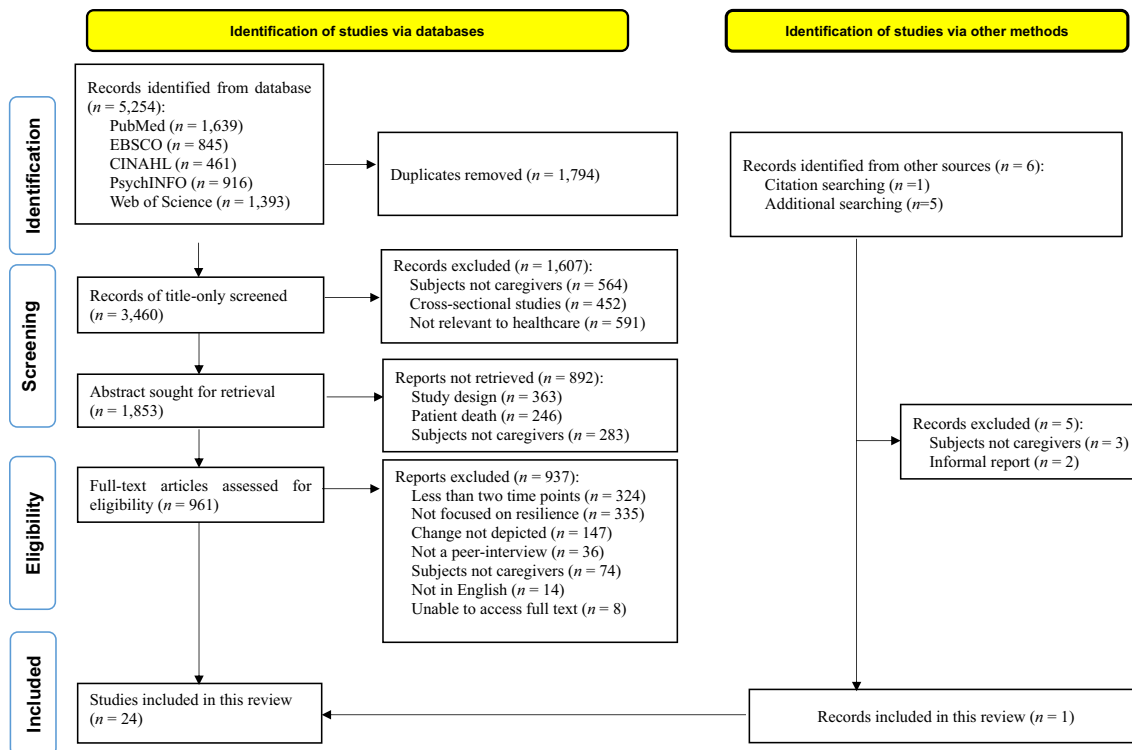 Identification of studies via databases
Identification of studies via other methods
Identification
Records identified from database
(n = 5,254):
PubMed (n = 1,639)
EBSCO (n = 845)
CINAHL (n = 461)
PsychINFO (n = 916)
Web of Science (n = 1,393)
Duplicates removed (n = 1,794)
Records identified from other sources (n = 6):
Citation searching (n =1)
Additional searching (n=5)
Screening
Records of title-only screened
(n = 3,460)
Records excluded (n = 1,607):
Subjects not caregivers (n = 564)
Cross-sectional studies (n = 452)
Not relevant to healthcare (n = 591)
Abstract sought for retrieval
(n = 1,853)
Reports not retrieved (n = 892):
Study design (n = 363)
Patient death (n = 246)
Subjects not caregivers (n = 283)
Records excluded (n = 5):
Subjects not caregivers (n = 3)
Informal report (n = 2)
Eligibility
Full-text articles assessed for
eligibility (n = 961)
Reports excluded (n = 937):
Less than two time points (n = 324)
Not focused on resilience (n = 335)
Change not depicted (n = 147)
Not a peer-interview (n = 36)
Subjects not caregivers (n = 74)
Not in English (n = 14)
Unable to access full text (n = 8)
Included
Studies included in this review
(n = 24)
Records included in this review (n = 1)